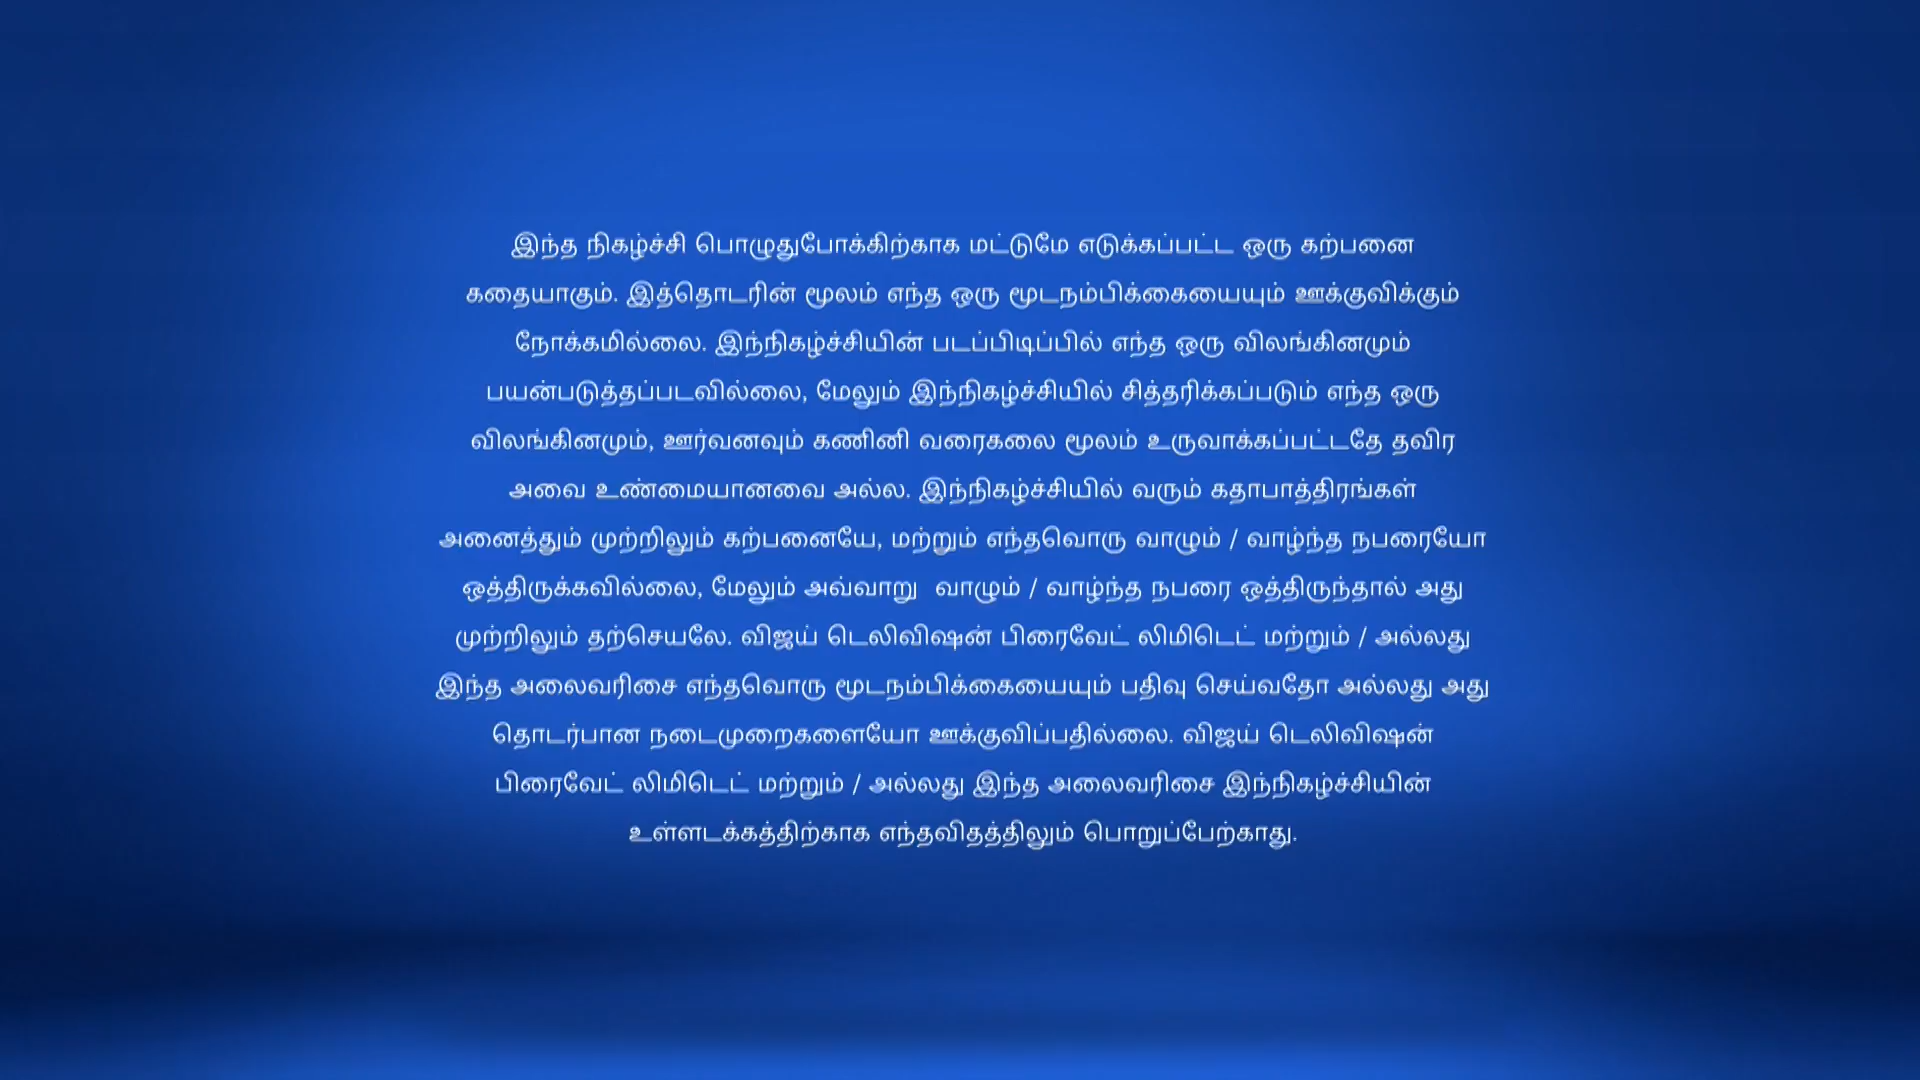 இந்த நிகழ்ச்சி பொழுதுபோக்கிற்காக மட்டுமே எடுக்கப்பட்ட ஒரு கற்பனை
கதையாகும். இத்தொடரின் மூலம் எந்த ஒரு மூடநம்பிக்கையையும் ஊக்குவிக்கும்
நோக்கமில்லை. இந்நிகழ்ச்சியின் படப்பிடிப்பில் எந்த ஒரு விலங்கினமும்
பயன்படுத்தப்படவில்லை, மேலும் இந்நிகழ்ச்சியில் சித்தரிக்கப்படும் எந்த ஒரு
விலங்கினமும், ஊர்வனவும் கணினி வரைகலை மூலம் உருவாக்கப்பட்டதே தவிர
அவை உண்மையானவை அல்ல. இந்நிகழ்ச்சியில் வரும் கதாபாத்திரங்கள்
அனைத்தும் முற்றிலும் கற்பனையே, மற்றும் எந்தவொரு வாழும் / வாழ்ந்த நபரையோ
ஒத்திருக்கவில்லை, மேலும் அவ்வாறு வாழும் / வாழ்ந்த நபரை ஒத்திருந்தால் அது
முற்றிலும் தற்செயலே. விஜய் டெலிவிஷன் பிரைவேட் லிமிடெட் மற்றும் / அல்லது
இந்த அலைவரிசை எந்தவொரு மூடநம்பிக்கையையும் பதிவு செய்வதோ அல்லது அது
தொடர்பான நடைமுறைகளையோ ஊக்குவிப்பதில்லை. விஜய் டெலிவிஷன்
பிரைவேட் லிமிடெட் மற்றும் / அல்லது இந்த அலைவரிசை இந்நிகழ்ச்சியின்
உள்ளடக்கத்திற்காக எந்தவிதத்திலும் பொறுப்பேற்காது.